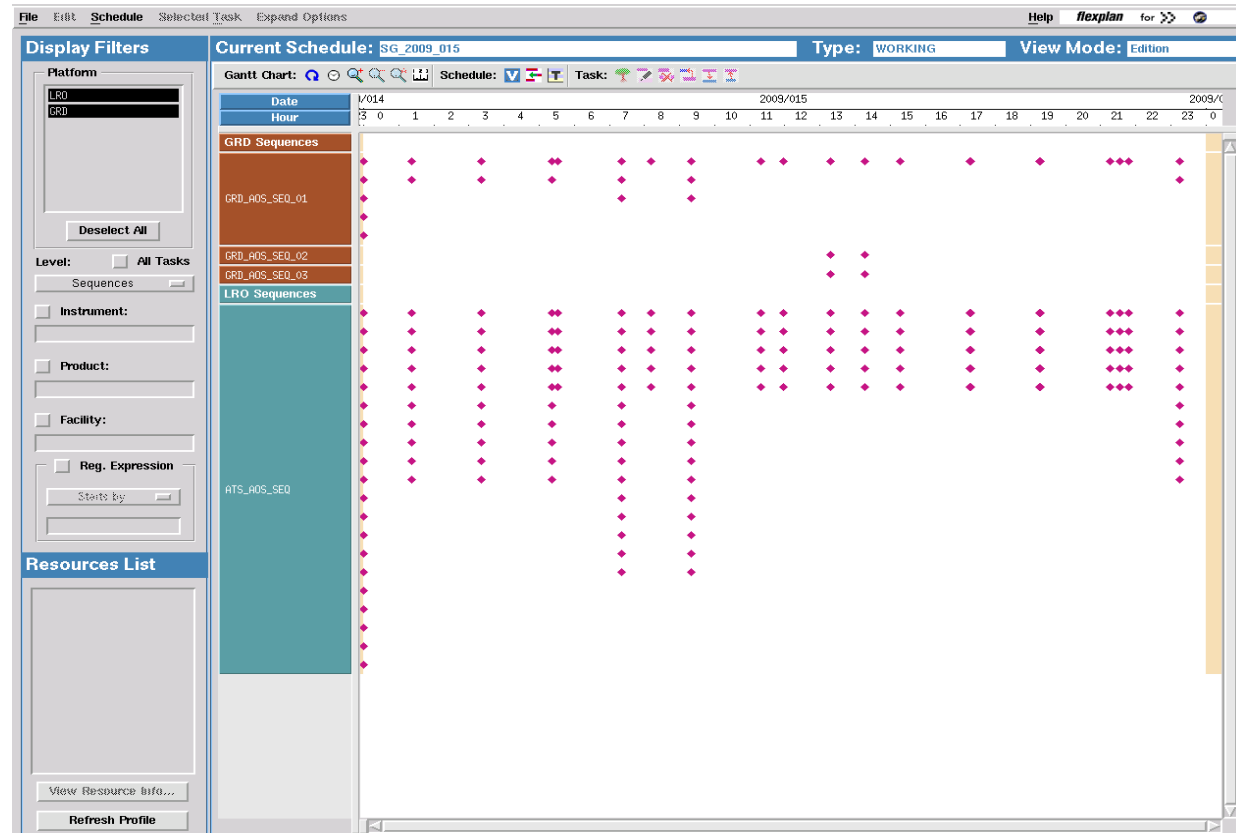 File Edit Schedule Selected Task Expand Options Help flexplan for >>
Display Filters
Current Schedule: SG_2009_015 Type: WORKING View Mode: Edition
Platform
Gantt Chart: Schedule: V T Task:
LRO
GRD
Date /014 2009/015 2009/0
Hour 23 0 1 2 3 4 5 6 7 8 9 10 11 12 13 14 15 16 17 18 19 20 21 22 23 0
GRD Sequences
GRD_AOS_SEQ_01
Deselect All
Level: All Tasks
GRD_AOS_SEQ_02
GRD_AOS_SEQ_03
Sequences
LRO Sequences
Instrument:
Product:
Facility:
Reg. Expression
Starts by
ATS_AOS_SEQ
Resources List
View Resource Info...
Refresh Profile